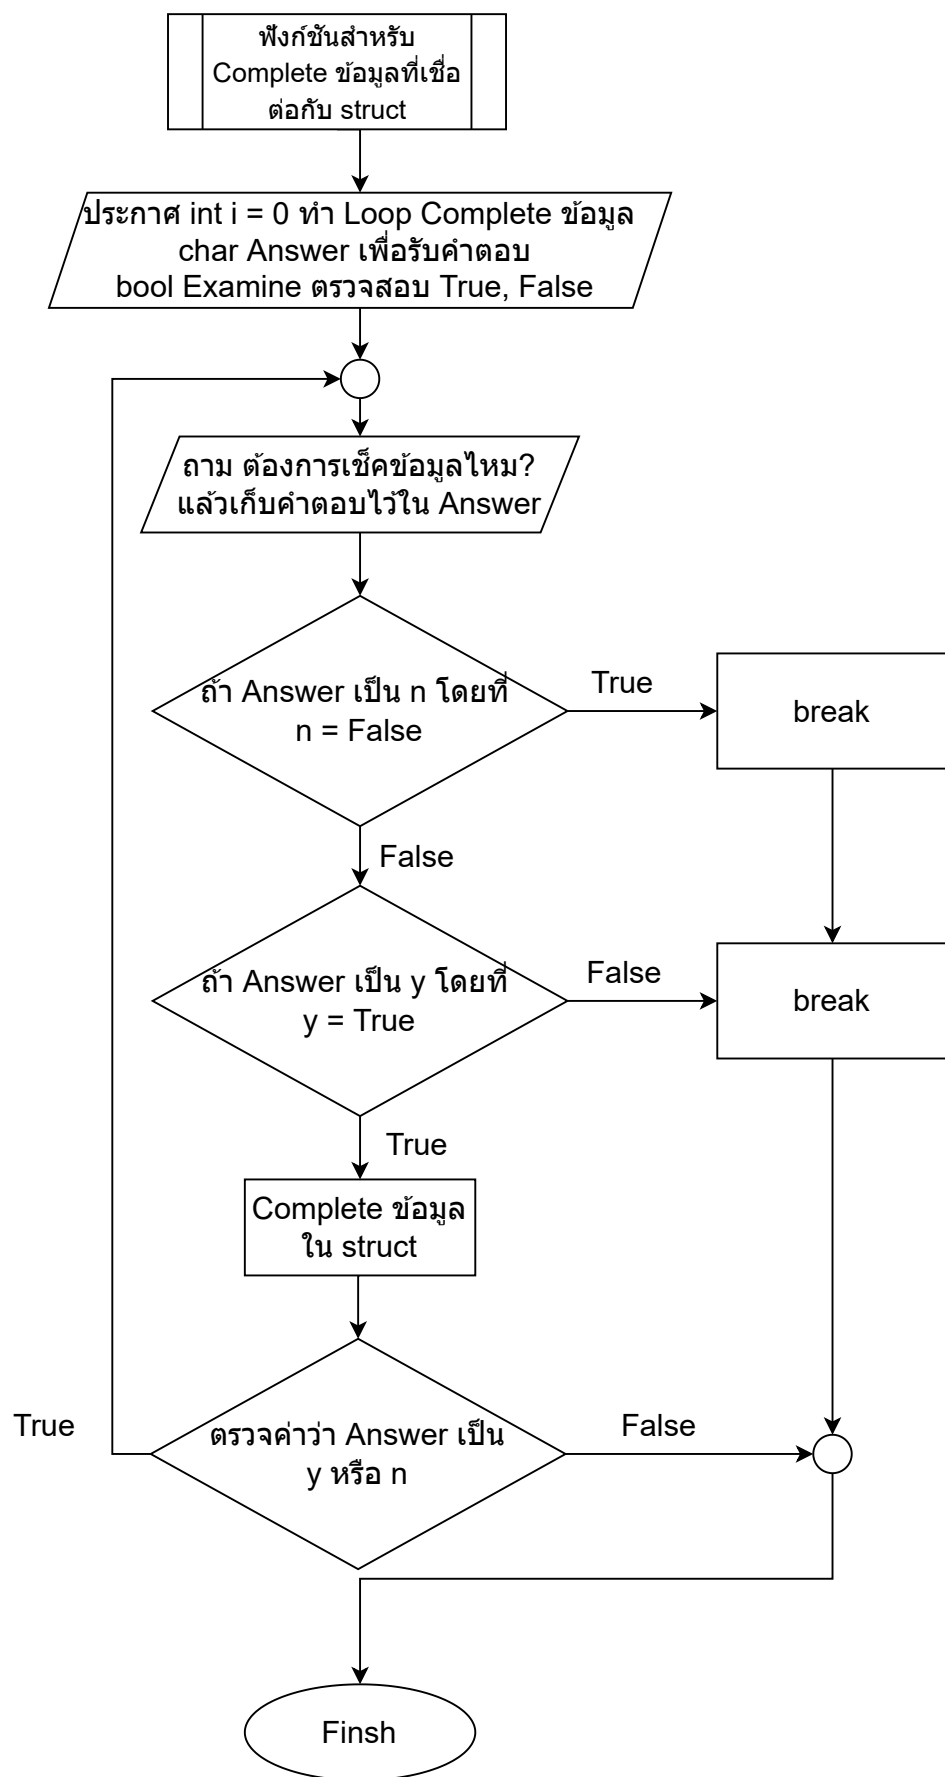 ฟังก์ชันสำหรับ
Complete ข้อมูลที่เชื่อ
ต่อกับ struct
ประกาศ int i = 0 ทำ Loop Complete ข้อมูล
char Answer เพื่อรับคำตอบ
bool Examine ตรวจสอบ True, False
ถาม ต้องการเช็คข้อมูลไหม?
แล้วเก็บคำตอบไว้ใน Answer
ถ้า Answer เป็น n โดยที่
n = False
True
break
False
ถ้า Answer เป็น y โดยที่
y = True
False
break
True
Complete ข้อมูล
ใน struct
True
ตรวจค่าว่า Answer เป็น
y หรือ n
False
Finsh